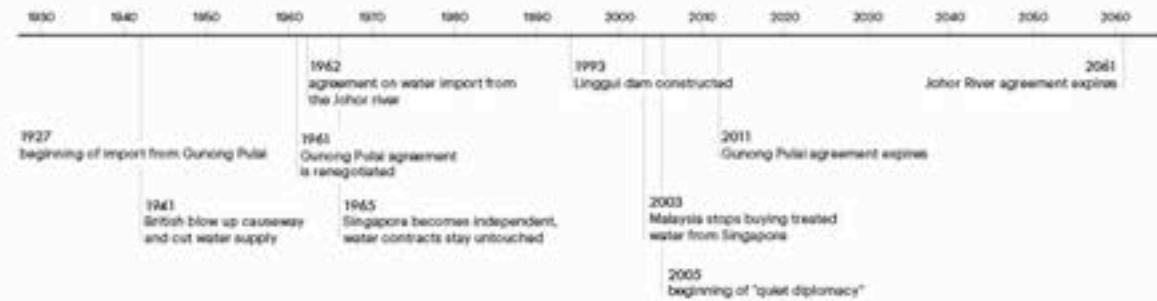 1930 1940 1950 1960 1970 1980 1990 2000 2010 2020 2030 2040 2050 2060
1962
agreement on water import from
the Johor river
1993
Linggui dam constructed
2061
Johor River agreement expires
1927
beginning of import from Gunong Pulai
1961
Gunong Pulai agreement
is renegotiated
2011
Gunong Pulai agreement expires
1941
British blow up causeway
and cut water supply
1965
Singapore becomes independent,
water contracts stay untouched
2003
Malaysia stops buying treated
water from Singapore
2005
beginning of "quiet diplomacy"